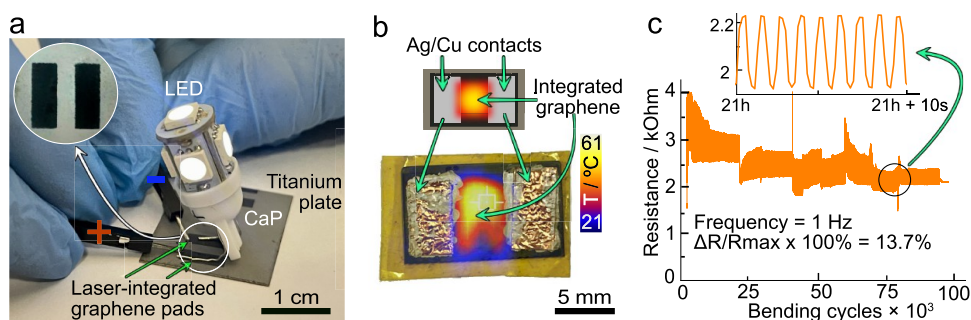 a
LED
CaP
Titanium
plate
Laser-integrated
graphene pads
1 cm
b
Ag/Cu contacts
Integrated
graphene
61
T / ºC
21
5 mm
c
2.2
2
21h
21h + 10s
Resistance / kOhm
4
3
2
1
0
Frequency = 1 Hz
ΔR/Rmax x 100% = 13.7%
0
25
50
75
100
Bending cycles × 10³